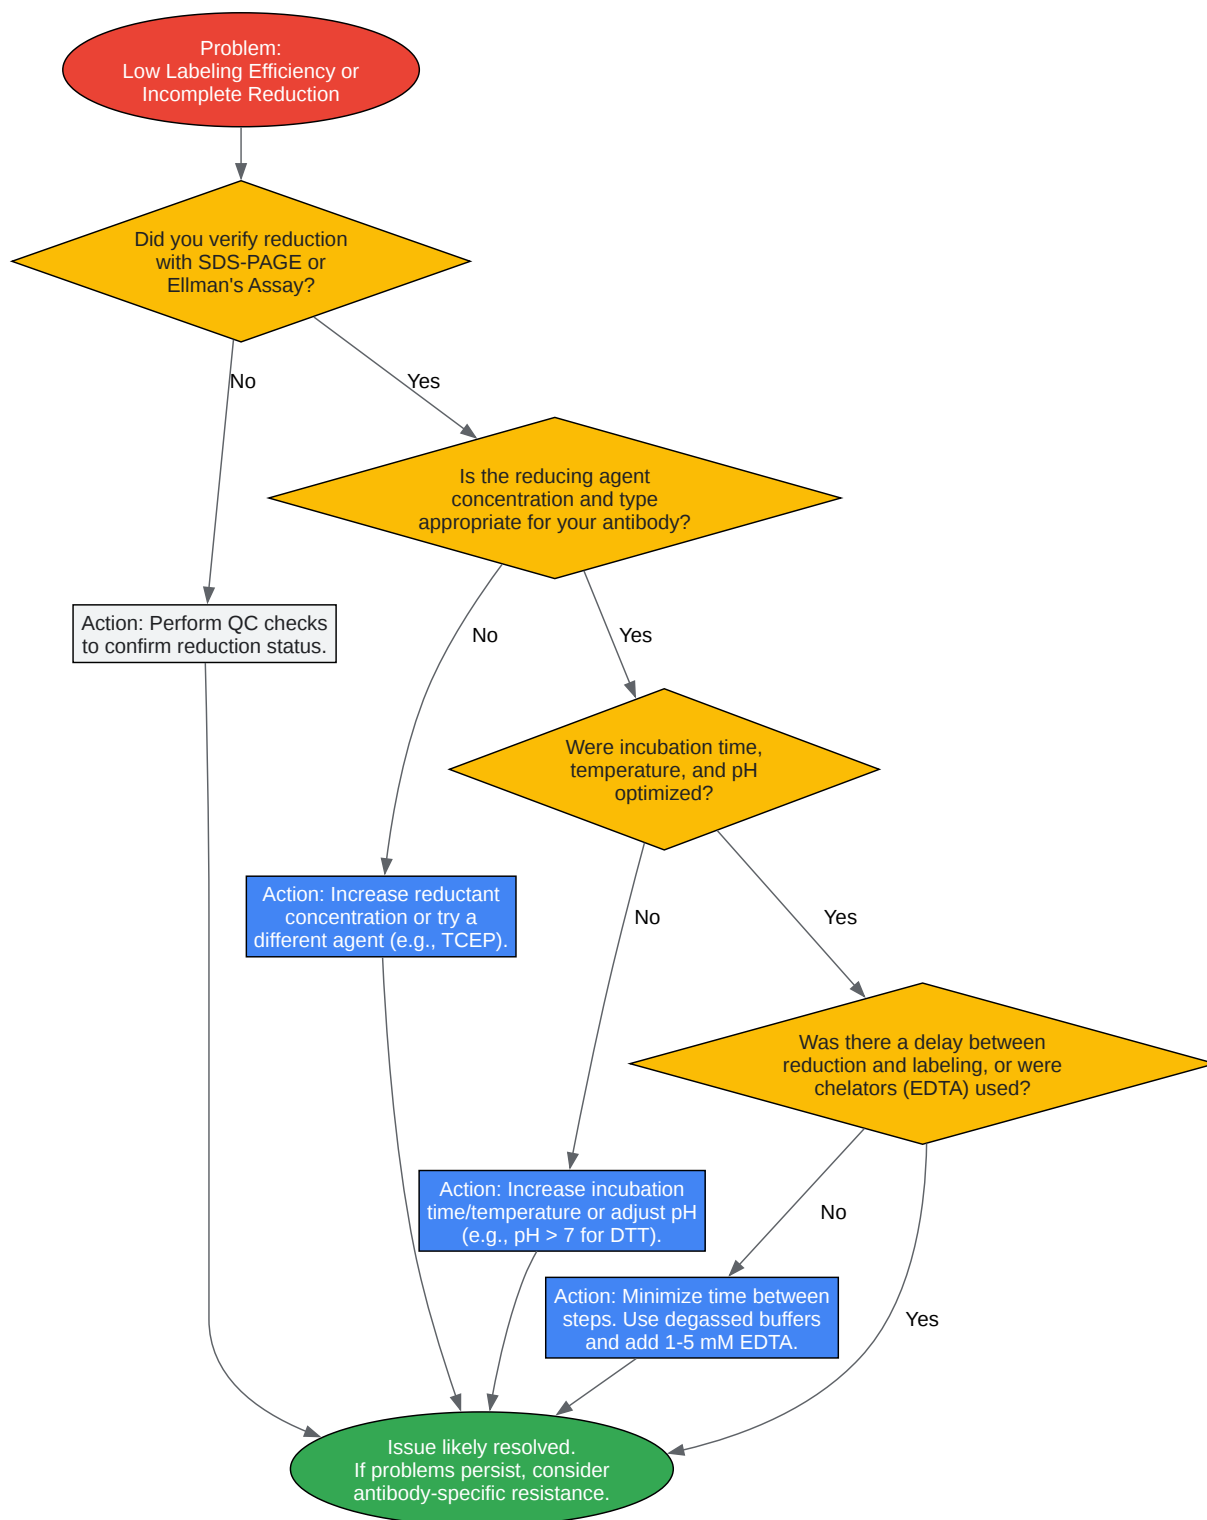 Problem:
Low Labeling Efficiency or
Incomplete Reduction
Did you verify reduction
with SDS-PAGE or
Ellman's Assay?
No
Yes
Is the reducing agent
concentration and type
appropriate for your antibody?
Action: Perform QC checks
to confirm reduction status.
No
Yes
Were incubation time,
temperature, and pH
optimized?
Action: Increase reductant
concentration or try a
different agent (e.g., TCEP).
No
Yes
Was there a delay between
reduction and labeling, or were
chelators (EDTA) used?
Action: Increase incubation
time/temperature or adjust pH
(e.g., pH > 7 for DTT).
No
Action: Minimize time between
steps. Use degassed buffers
and add 1-5 mM EDTA.
Yes
Issue likely resolved.
If problems persist, consider
antibody-specific resistance.